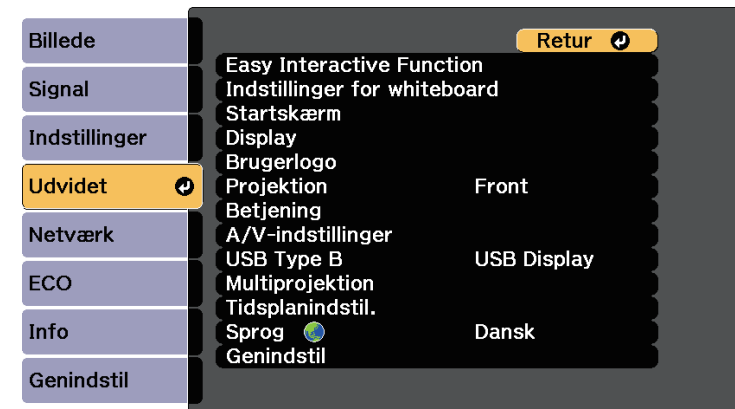 Billede
Signal
Indstillinger
Udvidet
Netværk
ECO
Info
Genindstil
Retur
Easy Interactive Function
Indstillinger for whiteboard
Startskærm
Display
Brugerlogo
Projektion Front
Betjening
A/V-indstillinger
USB Type B USB Display
Multiprojektion
Tidsplanindstil.
Sprog Dansk
Genindstil